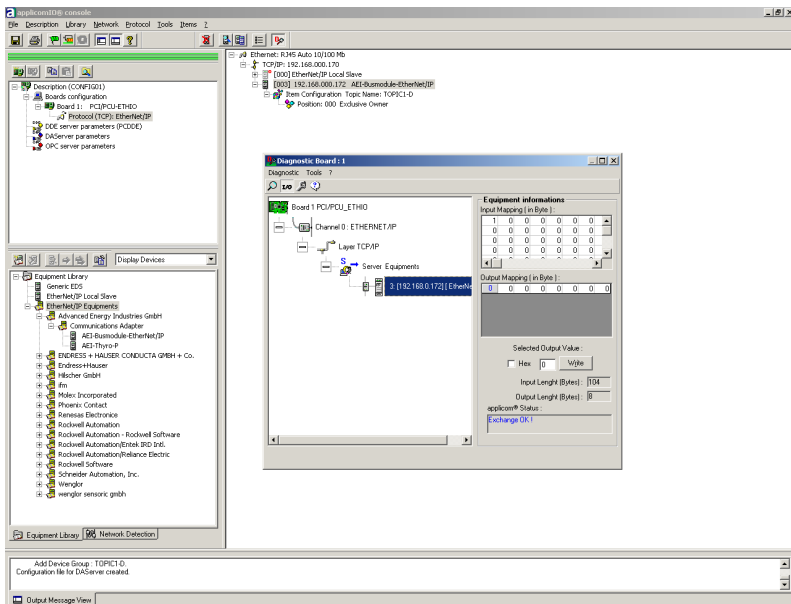 applicomIO® console
File Description Library Network Protocol Tools Items ?
Ethernet: RJ45 Auto 10/100 Mb
TCP/IP: 192.168.000.170
[000] EtherNet/IP Local Slave
[003] 192.168.000.172 AEI-Busmodule-EtherNet/IP
Item Configuration Topic Name: TOPIC1-D
Position: 000 Exclusive Owner
Description (CONFIG01)
Boards configuration
Board 1: PCI/PCU-ETHIO
Protocol (TCP): EtherNet/IP
DDE server parameters (PCDDE)
DAServer parameters
OPC server parameters
Display Devices
Equipment Library
Generic EDS
EtherNet/IP Local Slave
EtherNet/IP Equipments
Advanced Energy Industries GmbH
Communications Adapter
AEI-Busmodule-EtherNet/IP
AEI-Thyro-P
ENDRESS + HAUSER CONDUCTA GMBH + Co.
Endress+Hauser
Hilscher GmbH
ifm
Molex Incorporated
Phoenix Contact
Renesas Electronics
Rockwell Automation
Rockwell Automation - Rockwell Software
Rockwell Automation/Entek IRD Intl.
Rockwell Automation/Reliance Electric
Rockwell Software
Schneider Automation, Inc.
Wenglor
wenglor sensoric gmbh
Equipment Library Network Detection
Diagnostic Board : 1
Diagnostic Tools ?
I/O
Board 1 PCI/PCU_ETHIO
Channel 0 : ETHERNET/IP
Layer TCP/IP
S
Server Equipments
3: [192.168.0.172] [ EtherNe
Equipment informations
Input Mapping ( in Byte ) :
1 0 0 0 0 0 0
0 0 0 0 0 0 0
0 0 0 0 0 0 0
0 0 0 0 0 0 0
Output Mapping ( in Byte ) :
0 0 0 0 0 0 0 0
Selected Output Value :
Hex 0 Write
Input Lenght (Bytes) : 104
Output Lenght (Bytes) : 8
applicom® Status :
Exchange OK !
Add Device Group : TOPIC1-D.
Configuration file for DAServer created.
Output Message View